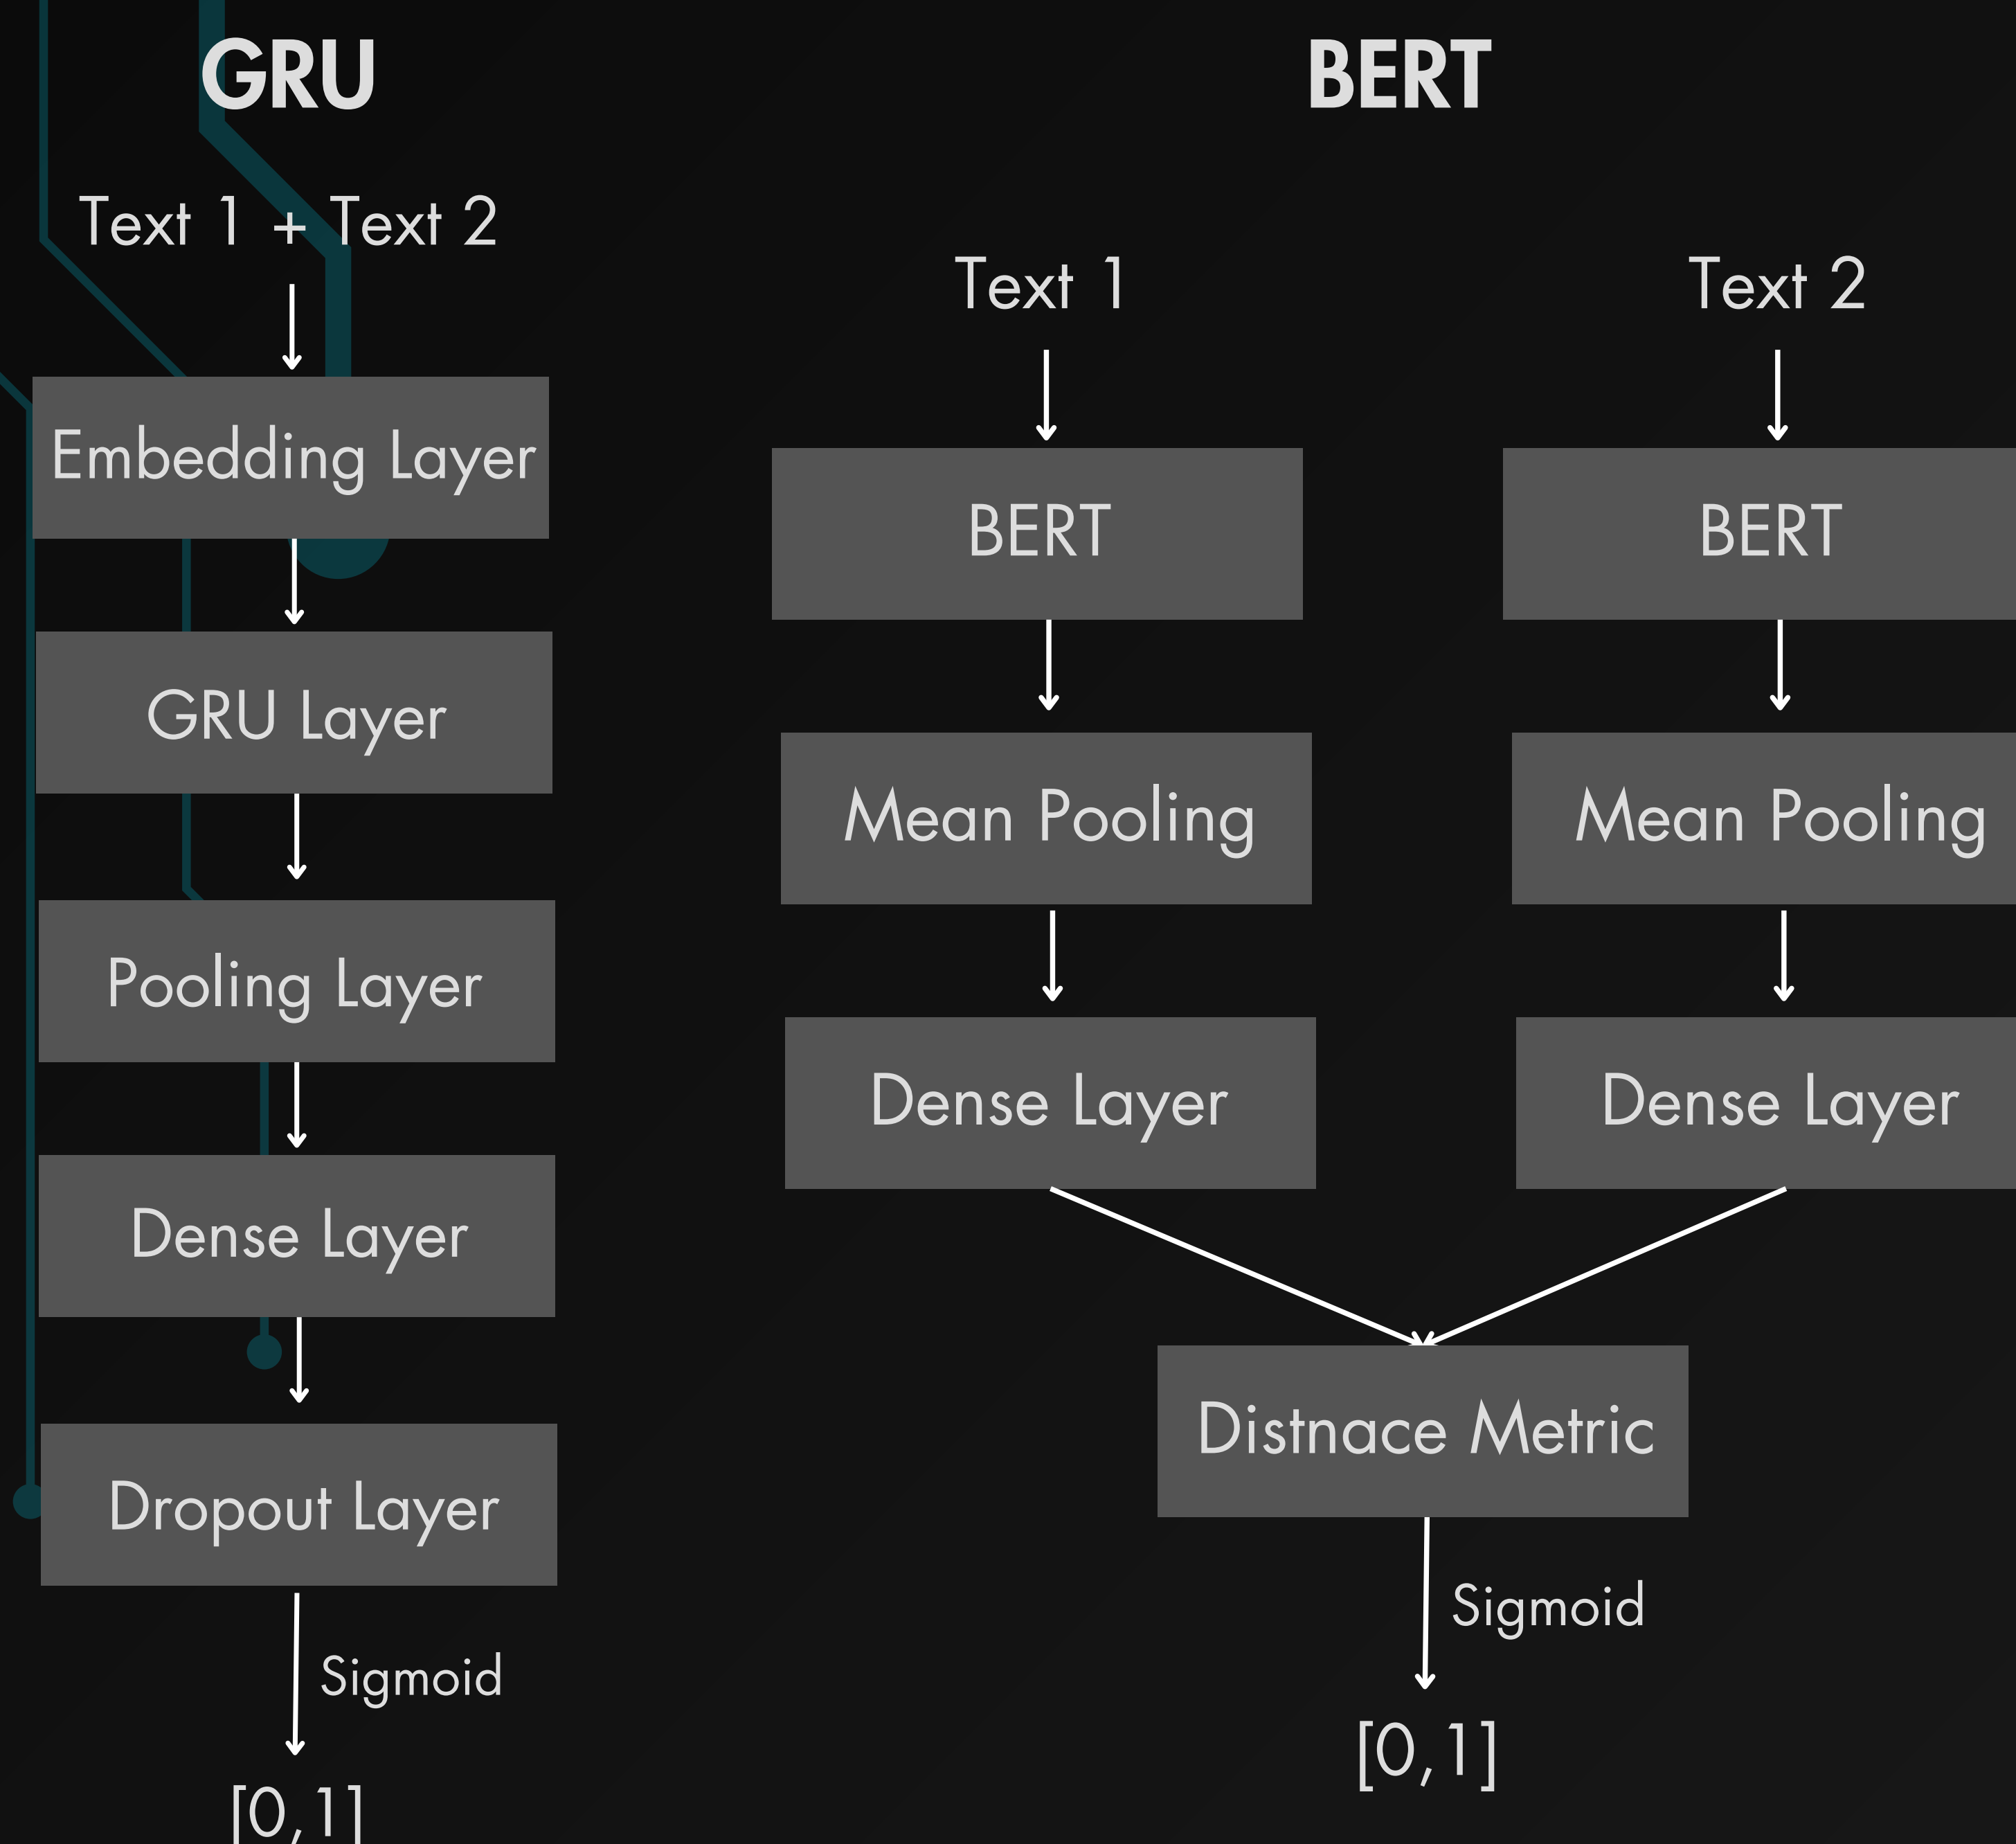 GRU
Text 1 + Text 2
Embedding Layer
GRU Layer
Pooling Layer
Dense Layer
Dropout Layer
Sigmoid
[0,1]
BERT
Text 1
BERT
Mean Pooling
Dense Layer
Text 2
BERT
Mean Pooling
Dense Layer
Distnace Metric
Sigmoid
[0,1]